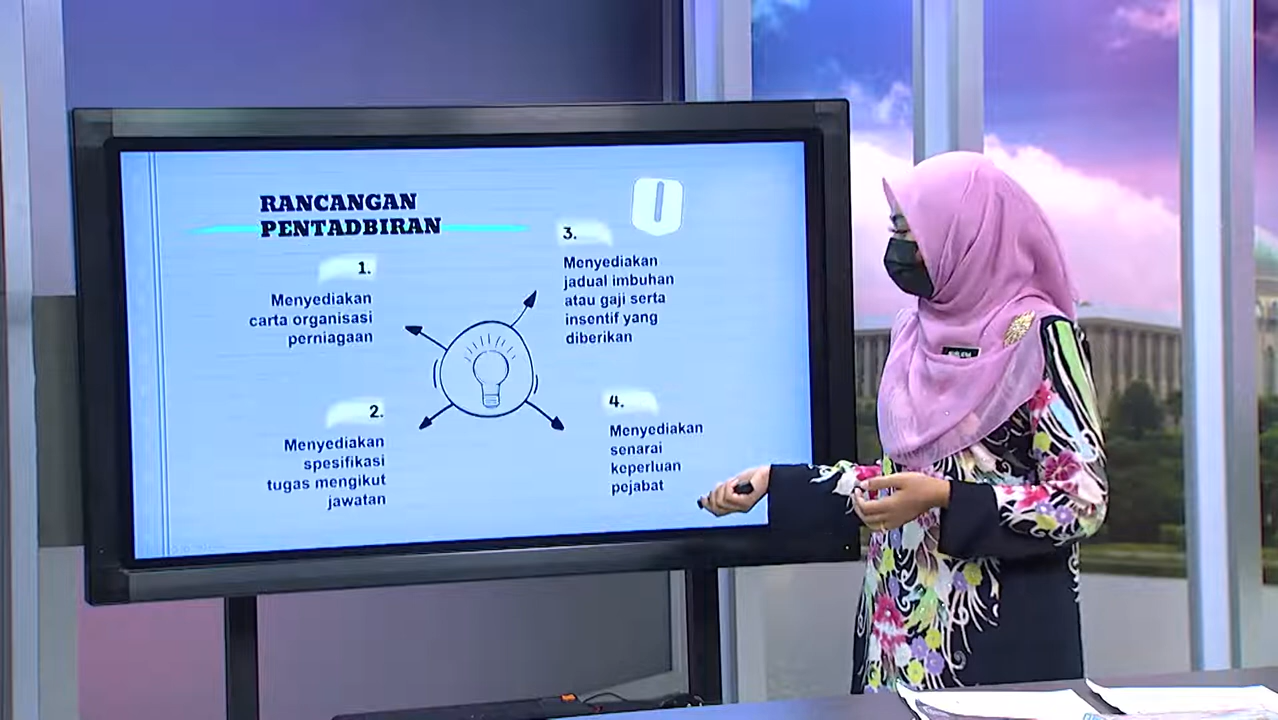 RANCANGAN
PENTADBIRAN
1.
Menyediakan
carta organisasi
perniagaan
2.
Menyediakan
spesifikasi
tugas mengikut
jawatan
3.
Menyediakan
jadual imbuhan
atau gaji serta
insentif yang
diberikan
4.
Menyediakan
senarai
keperluan
pejabat